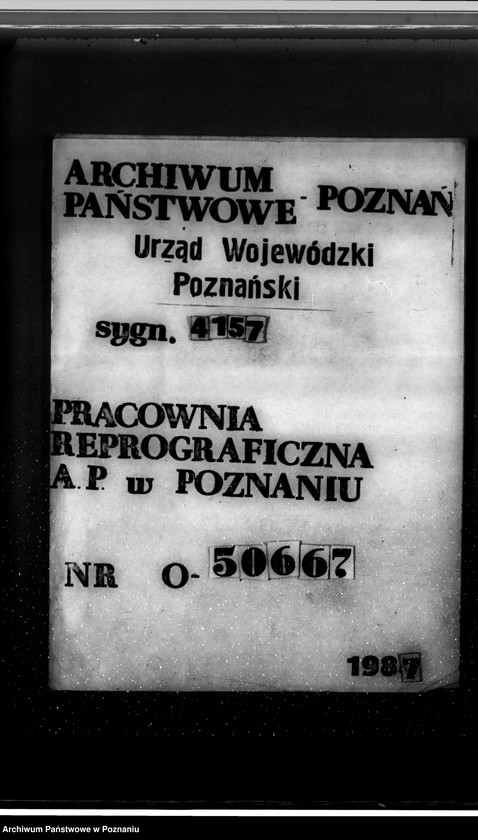 ARCHIWUM
PAŃSTWOWE - POZNAŃ
Urząd Wojewódzki
Poznański
sygn. 4157
PRACOWNIA
REPROGRAFICZNA
A.P. w POZNANIU
NR O-50667
1987
Archiwum Państwowe w Poznaniu